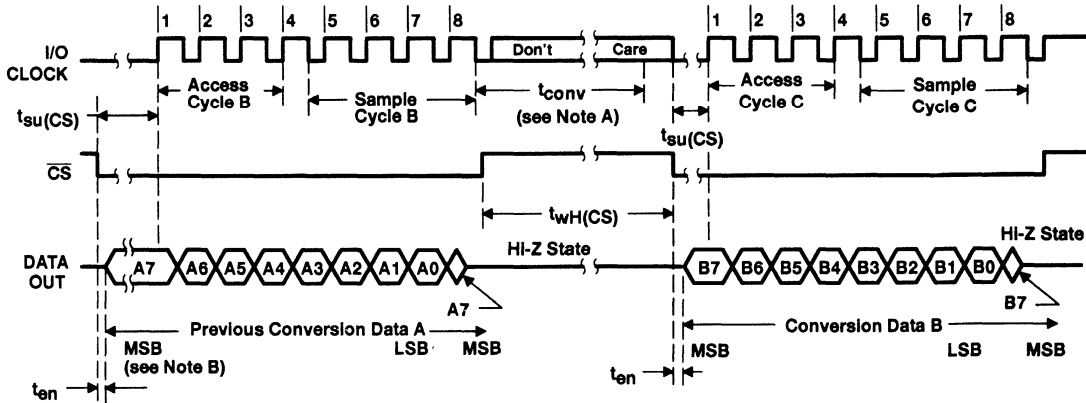 1 2 3 4 5 6 7 8 1 2 3 4 5 6 7 8
I/O
CLOCK
Don't Care
Access
Cycle B
Sample
Cycle B
tconv
(see Note A)
Access
Cycle C
Sample
Cycle C
tsu(CS)
tsu(CS)
CS
twH(CS)
DATA
OUT
A7 A6 A5 A4 A3 A2 A1 A0
Hi-Z State
B7 B6 B5 B4 B3 B2 B1 B0
Hi-Z State
A7
B7
Previous Conversion Data A
Conversion Data B
MSB
(see Note B)
LSB
MSB
MSB
LSB
MSB
ten
ten